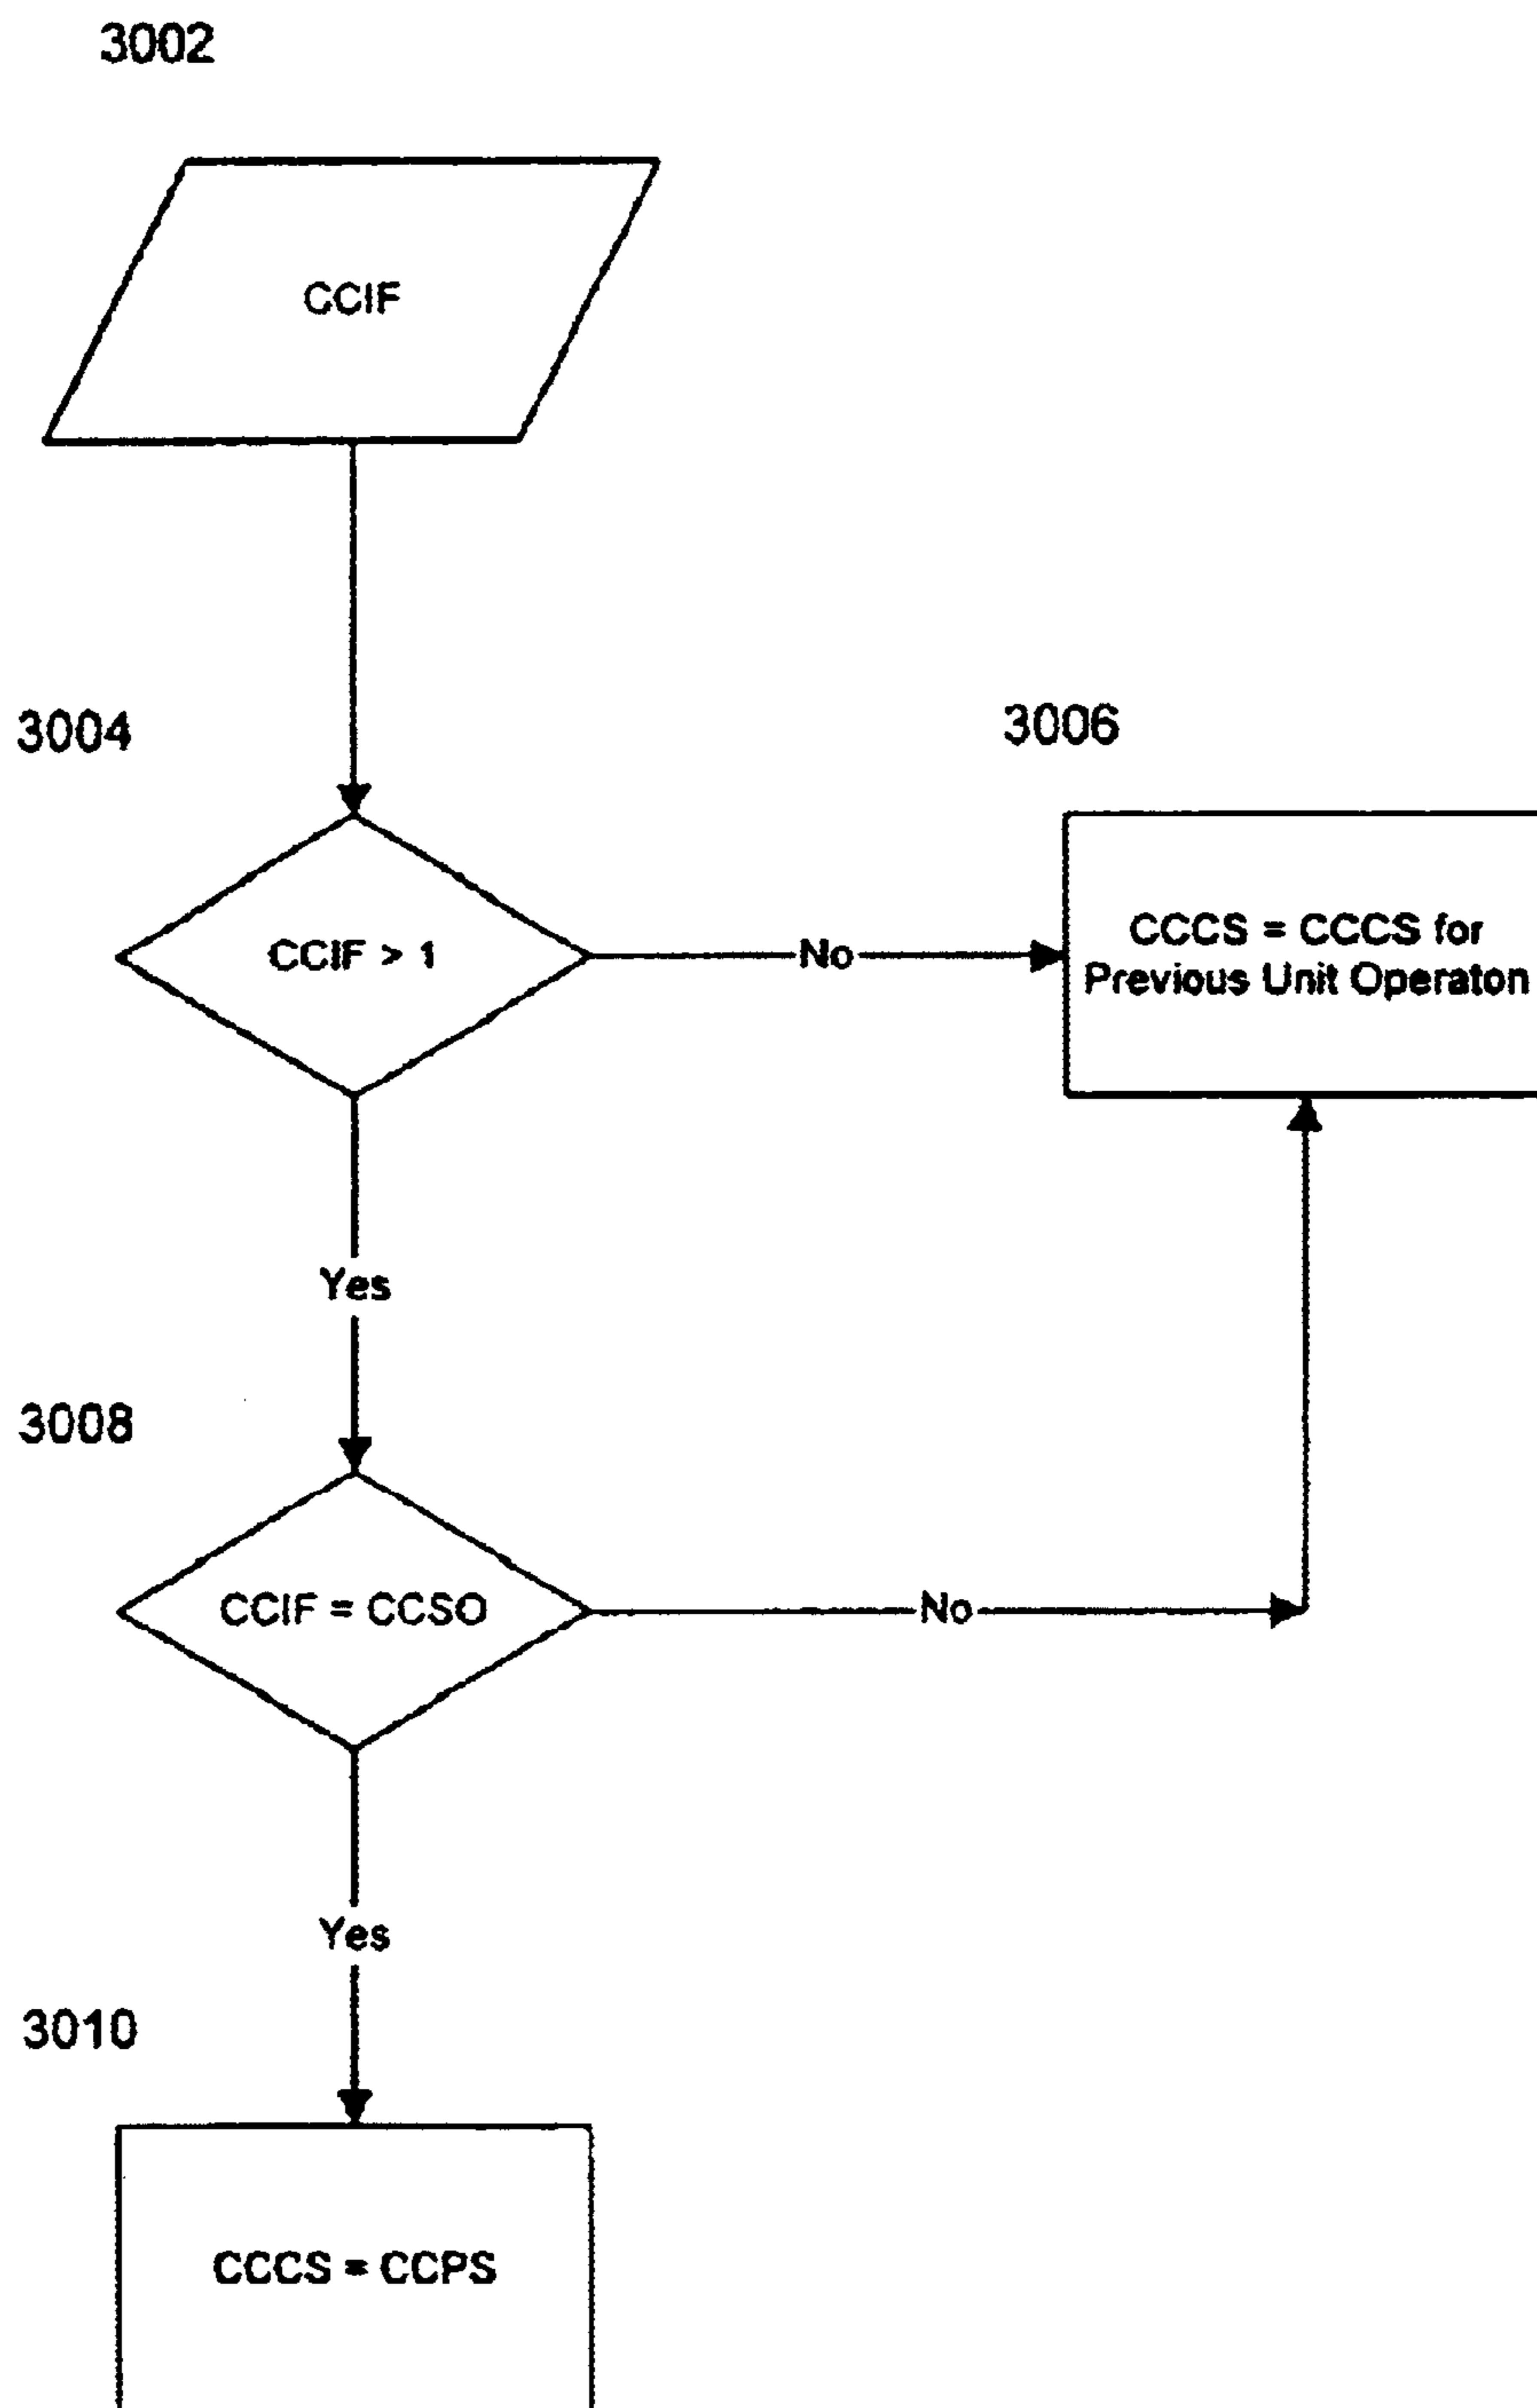 3002
CCIF
3004
3006
CCIF > 1
No
CCCS = CCCS for
Previous Unit Operaton
Yes
3008
CCIF = CCSO
No
Yes
3010
CCCS = CCPS